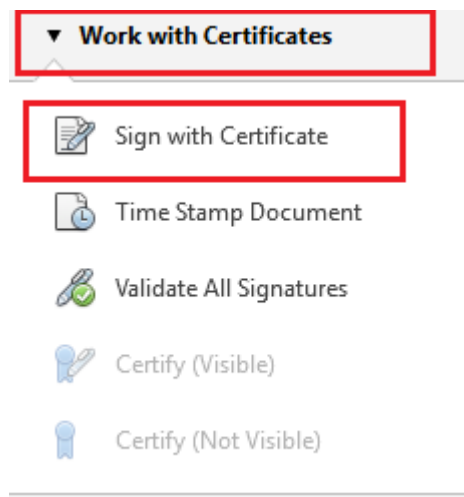 Work with Certificates
Sign with Certificate
Time Stamp Document
Validate All Signatures
Certify (Visible)
Certify (Not Visible)